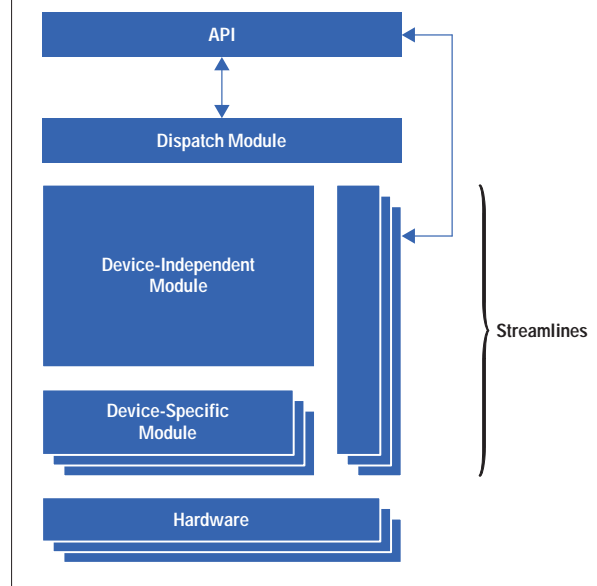 API
Dispatch Module
Device-Independent
Module
Streamlines
Device-Specific
Module
Hardware